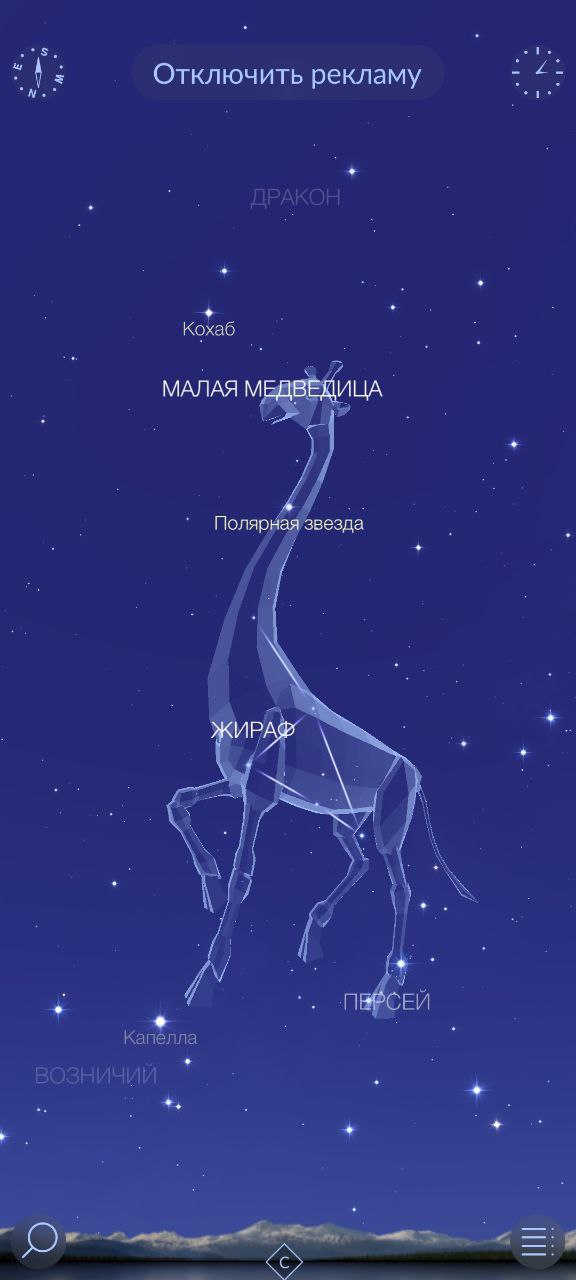 S
E
W
N
Отключить рекламу
ДРАКОН
Кохаб
МАЛАЯ МЕДВЕДИЦА
Полярная звезда
ЖИРАФ
ПЕРСЕЙ
Капелла
ВОЗНИЧИЙ
С